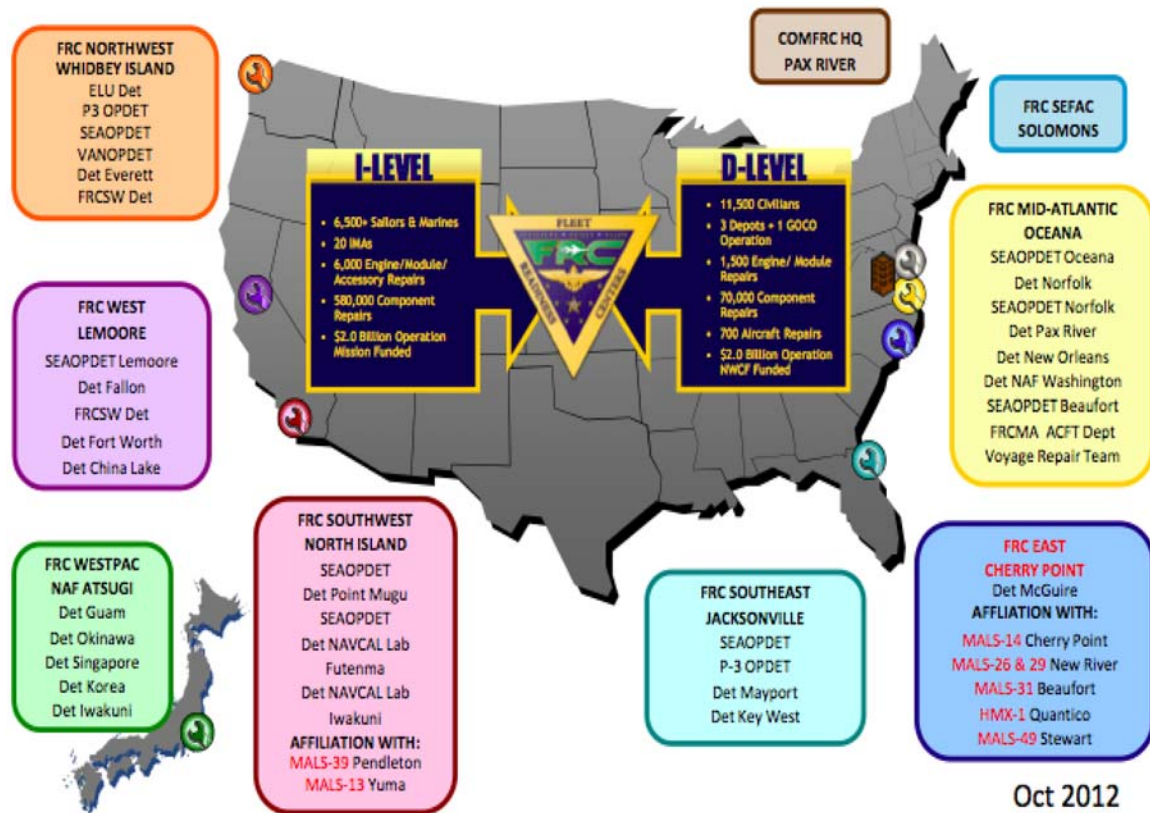 FRC NORTHWEST
WHIDBEY ISLAND
ELU Det
P3 OPDET
SEAOPDET
VANOPDET
Det Everett
FRCSW Det
COMFRC HQ
PAX RIVER
FRC SEFAC
SOLOMONS
I-LEVEL
• 6,500+ Sailors & Marines
• 20 IMAs
• 6,000 Engine/Module/
Accessory Repairs
• 580,000 Component
Repairs
• $2.0 Billion Operation
Mission Funded
FLEET
FRC
READINESS
CENTERS
D-LEVEL
• 11,500 Civilians
• 3 Depots + 1 GOCO
Operation
• 1,500 Engine/ Module
Repairs
• 70,000 Component
Repairs
• 700 Aircraft Repairs
• $2.0 Billion Operation
NWCF Funded
FRC MID-ATLANTIC
OCEANA
SEAOPDET Oceana
Det Norfolk
SEAOPDET Norfolk
Det Pax River
Det New Orleans
Det NAF Washington
SEAOPDET Beaufort
FRCMA ACFT Dept
Voyage Repair Team
FRC WEST
LEMOORE
SEAOPDET Lemoore
Det Fallon
FRCSW Det
Det Fort Worth
Det China Lake
FRC WESTPAC
NAF ATSUGI
Det Guam
Det Okinawa
Det Singapore
Det Korea
Det Iwakuni
FRC SOUTHWEST
NORTH ISLAND
SEAOPDET
Det Point Mugu
SEAOPDET
Det NAVCAL Lab
Futenma
Det NAVCAL Lab
Iwakuni
AFFILIATION WITH:
MALS-39 Pendleton
MALS-13 Yuma
FRC SOUTHEAST
JACKSONVILLE
SEAOPDET
P-3 OPDET
Det Mayport
Det Key West
FRC EAST
CHERRY POINT
Det McGuire
AFFLIATION WITH:
MALS-14 Cherry Point
MALS-26 & 29 New River
MALS-31 Beaufort
HMX-1 Quantico
MALS-49 Stewart
Oct 2012